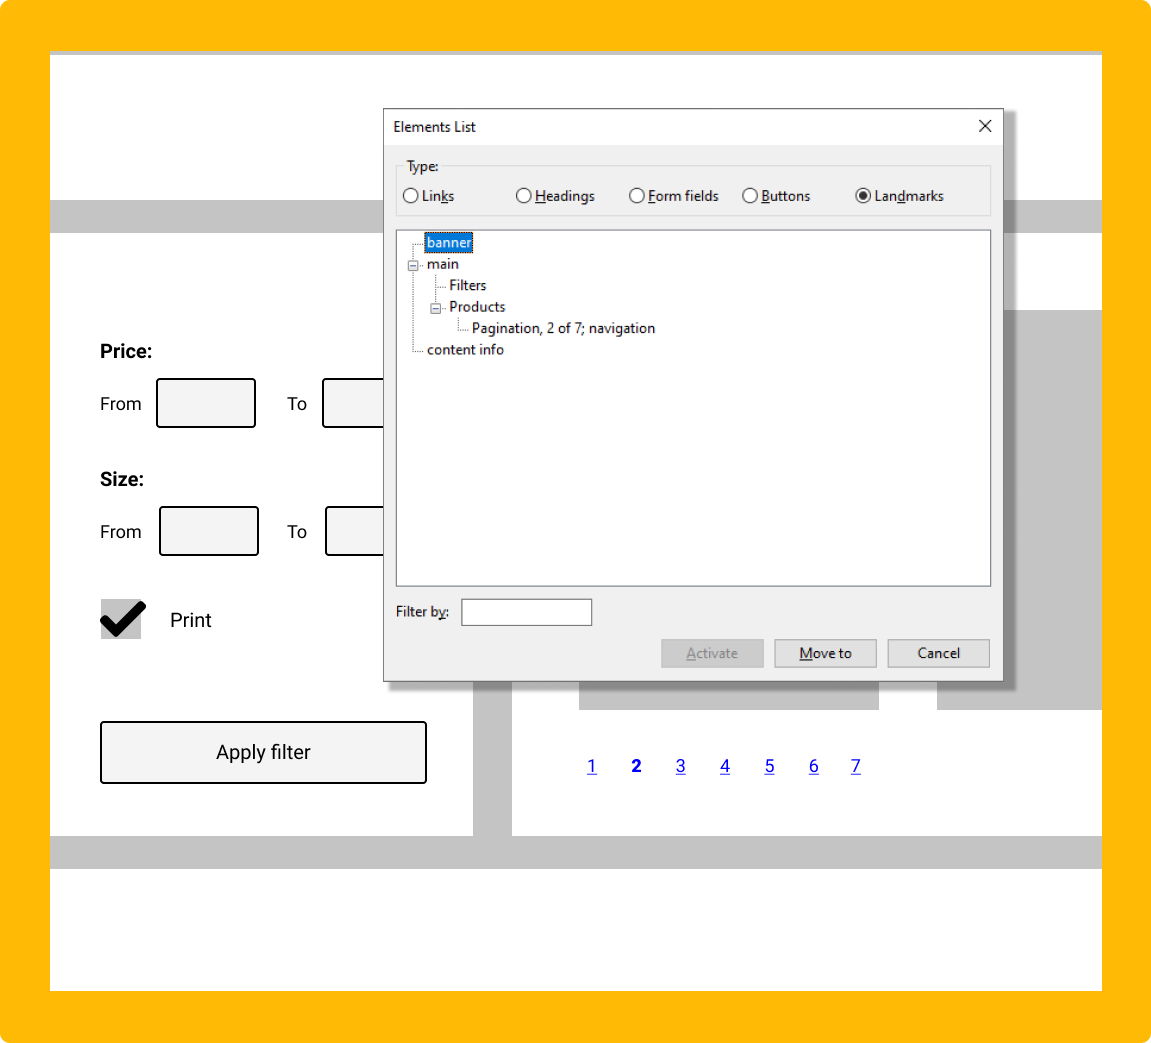 Elements List
Type:
Links Headings Form fields Buttons Landmarks
banner
main
Filters
Products
Pagination, 2 of 7; navigation
content info
Filter by:
Activate Move to Cancel
Price:
From To
Size:
From To
Print
Apply filter
1 2 3 4 5 6 7